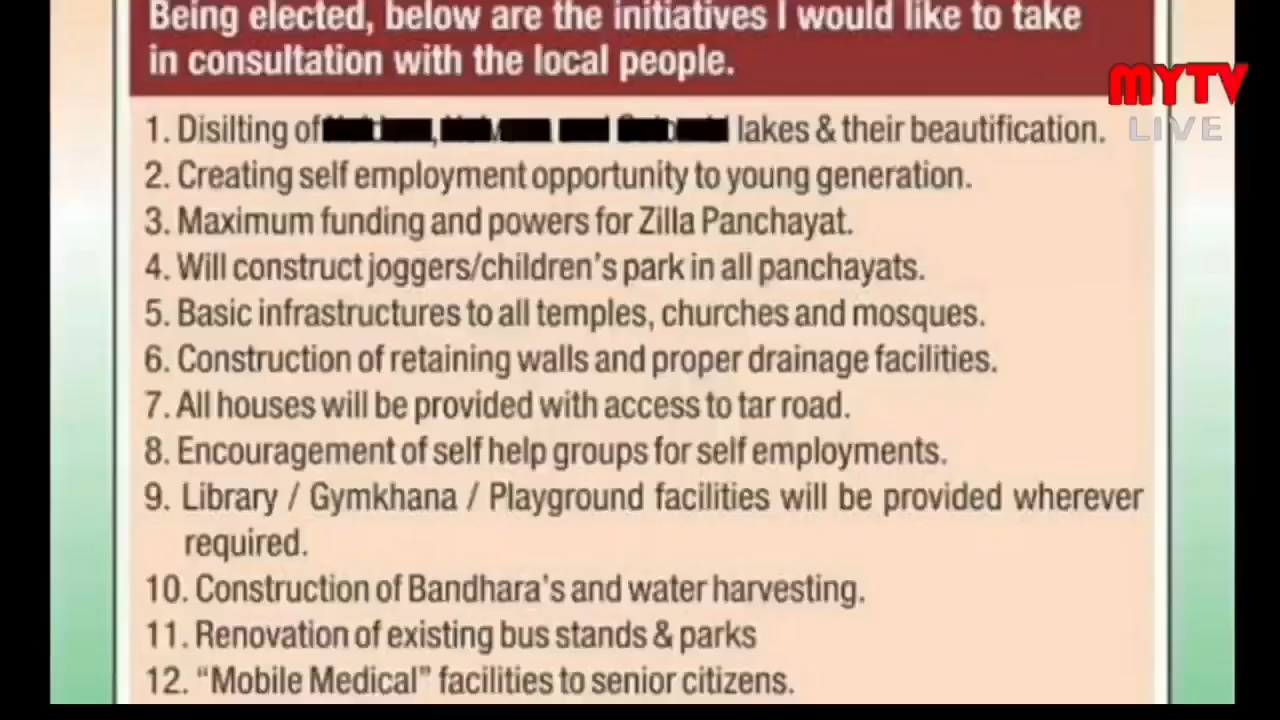 Being elected, below are the initiatives I would like to take
in consultation with the local people.
MYTV
LIVE
1. Disilting of lakes & their beautification.
2. Creating self employment opportunity to young generation.
3. Maximum funding and powers for Zilla Panchayat.
4. Will construct joggers/children's park in all panchayats.
5. Basic infrastructures to all temples, churches and mosques.
6. Construction of retaining walls and proper drainage facilities.
7. All houses will be provided with access to tar road.
8. Encouragement of self help groups for self employments.
9. Library / Gymkhana / Playground facilities will be provided wherever
required.
10. Construction of Bandhara's and water harvesting.
11. Renovation of existing bus stands & parks
12. “Mobile Medical” facilities to senior citizens.